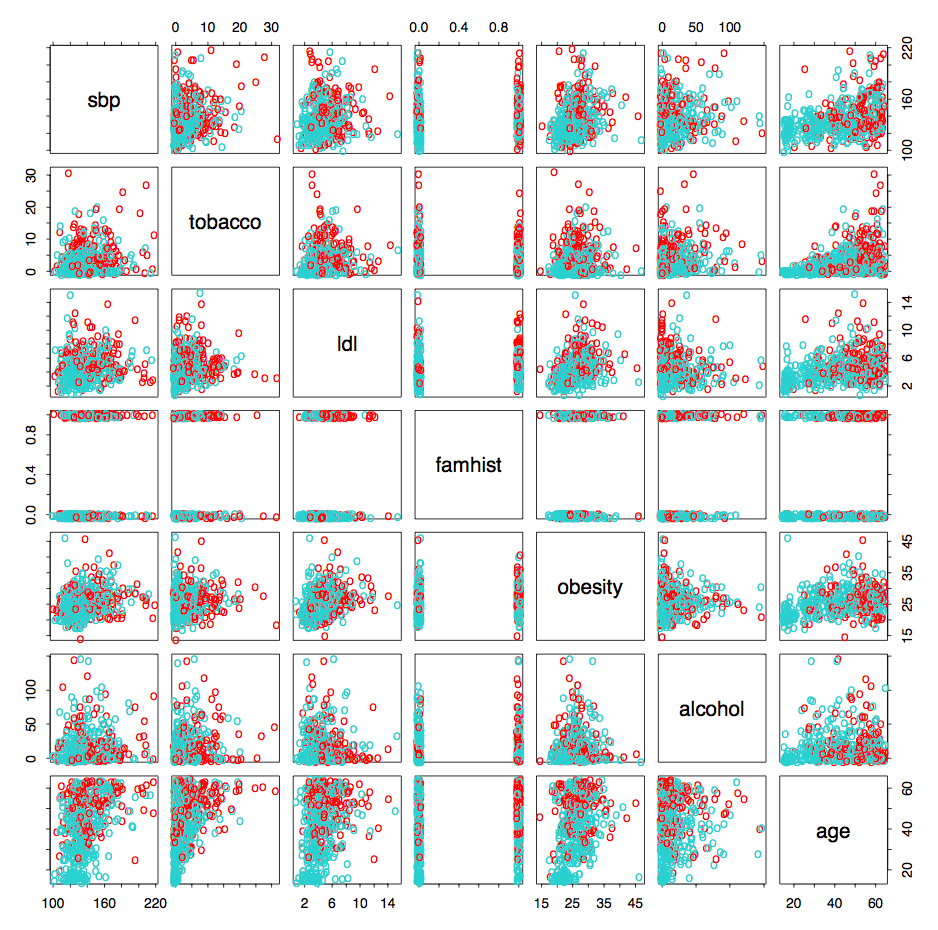 0 10 20 30 0.0 0.4 0.8 0 50 100
sbp 100 160 220
0 10 20 30 tobacco
ldl 2 6 10 14
0.0 0.4 0.8 famhist
obesity 15 25 35 45
0 50 100 alcohol
age 20 40 60
100 160 220 2 6 10 14 15 25 35 45 20 40 60